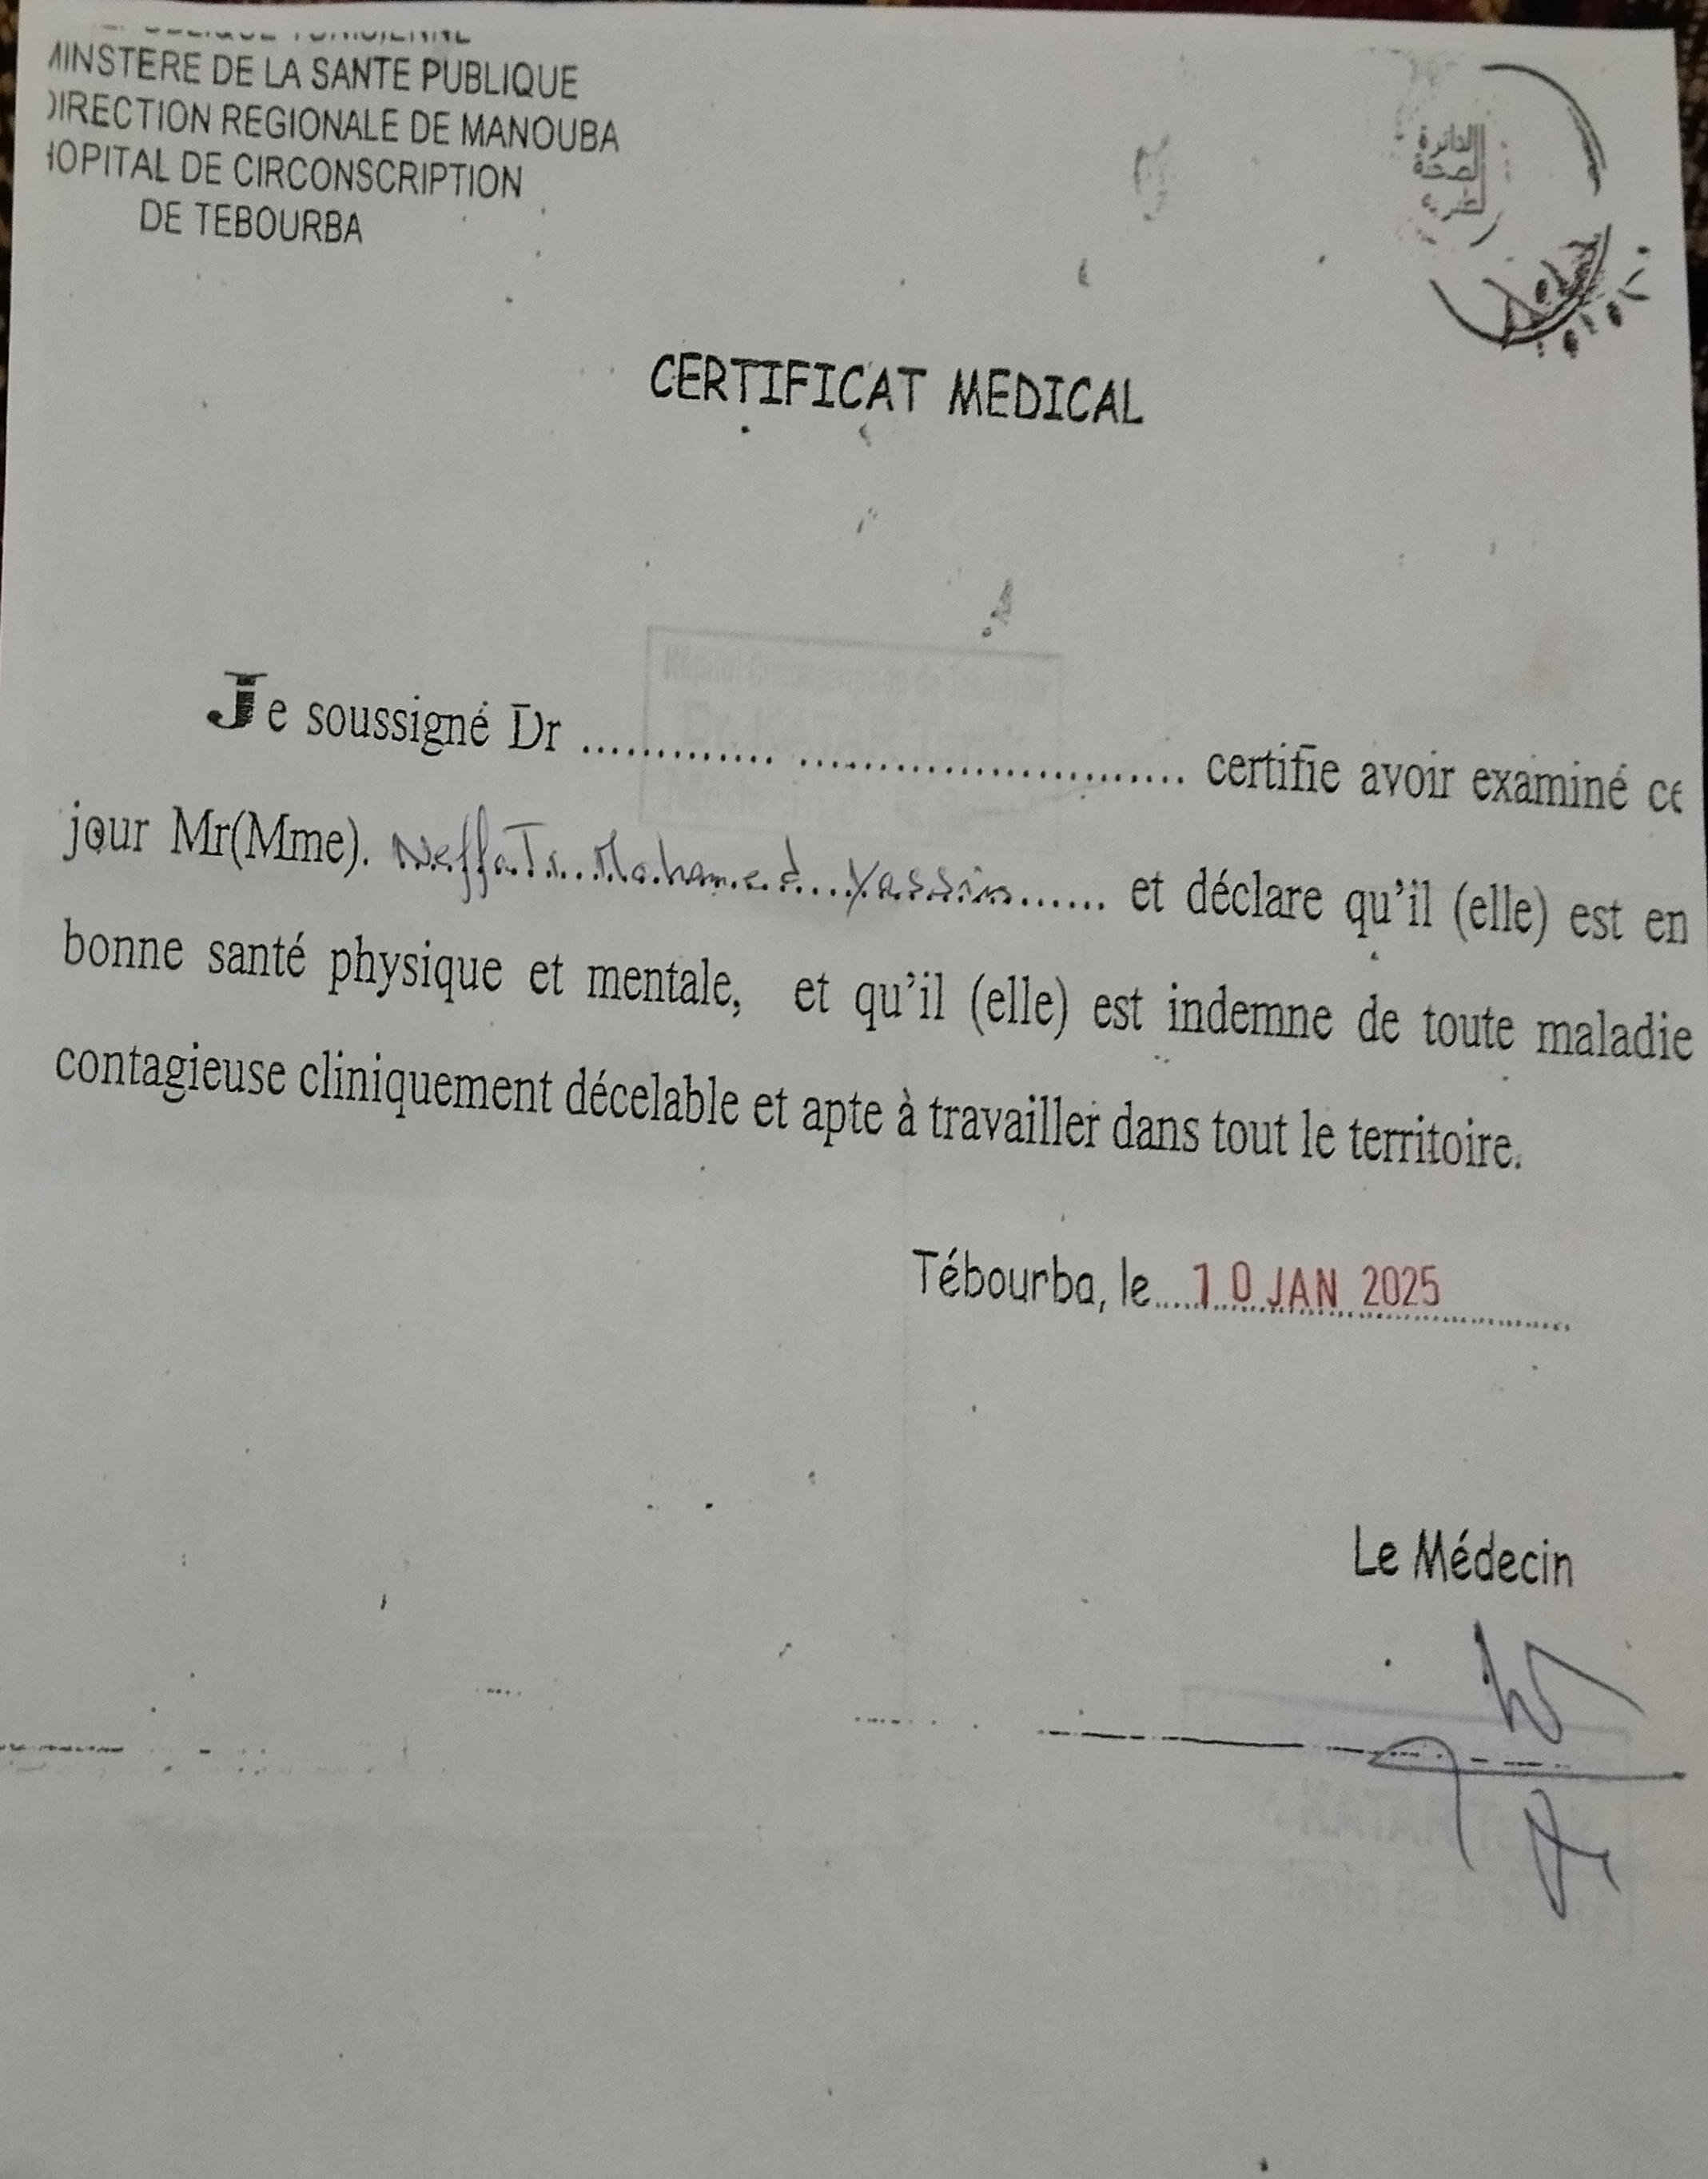 MINSTERE DE LA SANTE PUBLIQUE
DIRECTION REGIONALE DE MANOUBA
HOPITAL DE CIRCONSCRIPTION
DE TEBOURBA
الدائرة
الصحة
CERTIFICAT MEDICAL
Je soussigné Dr ............. .......................... certifie avoir examiné ce
jour Mr(Mme). Neffati Mohamed Yassin...... et déclare qu'il (elle) est en
bonne santé physique et mentale, et qu'il (elle) est indemne de toute maladie
contagieuse cliniquement décelable et apte à travailler dans tout le territoire.
Tébourba, le 10 JAN 2025
Le Médecin